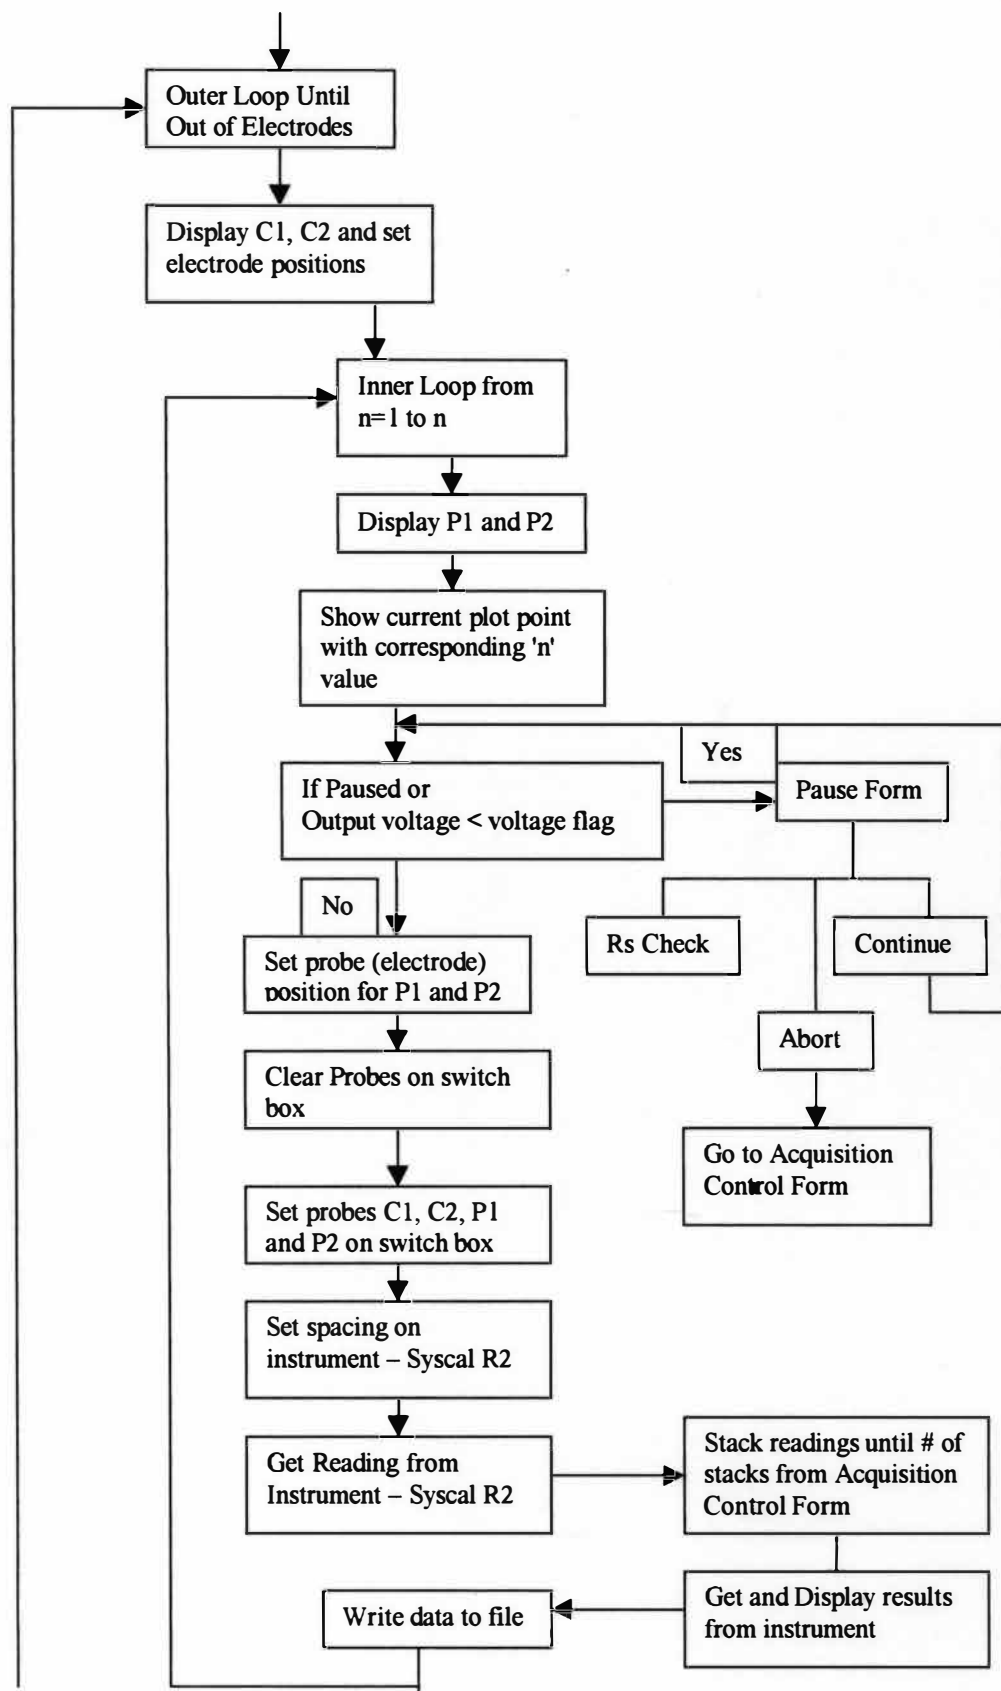 Outer Loop Until
Out of Electrodes
Display C1, C2 and set
electrode positions
Inner Loop from
n=1 to n
Display P1 and P2
Show current plot point
with corresponding 'n'
value
Yes
If Paused or
Output voltage < voltage flag
Pause Form
No
Rs Check
Continue
Set probe (electrode)
position for P1 and P2
Abort
Clear Probes on switch
box
Go to Acquisition
Control Form
Set probes C1, C2, P1
and P2 on switch box
Set spacing on
instrument – Syscal R2
Get Reading from
Instrument – Syscal R2
Stack readings until # of
stacks from Acquisition
Control Form
Get and Display results
from instrument
Write data to file